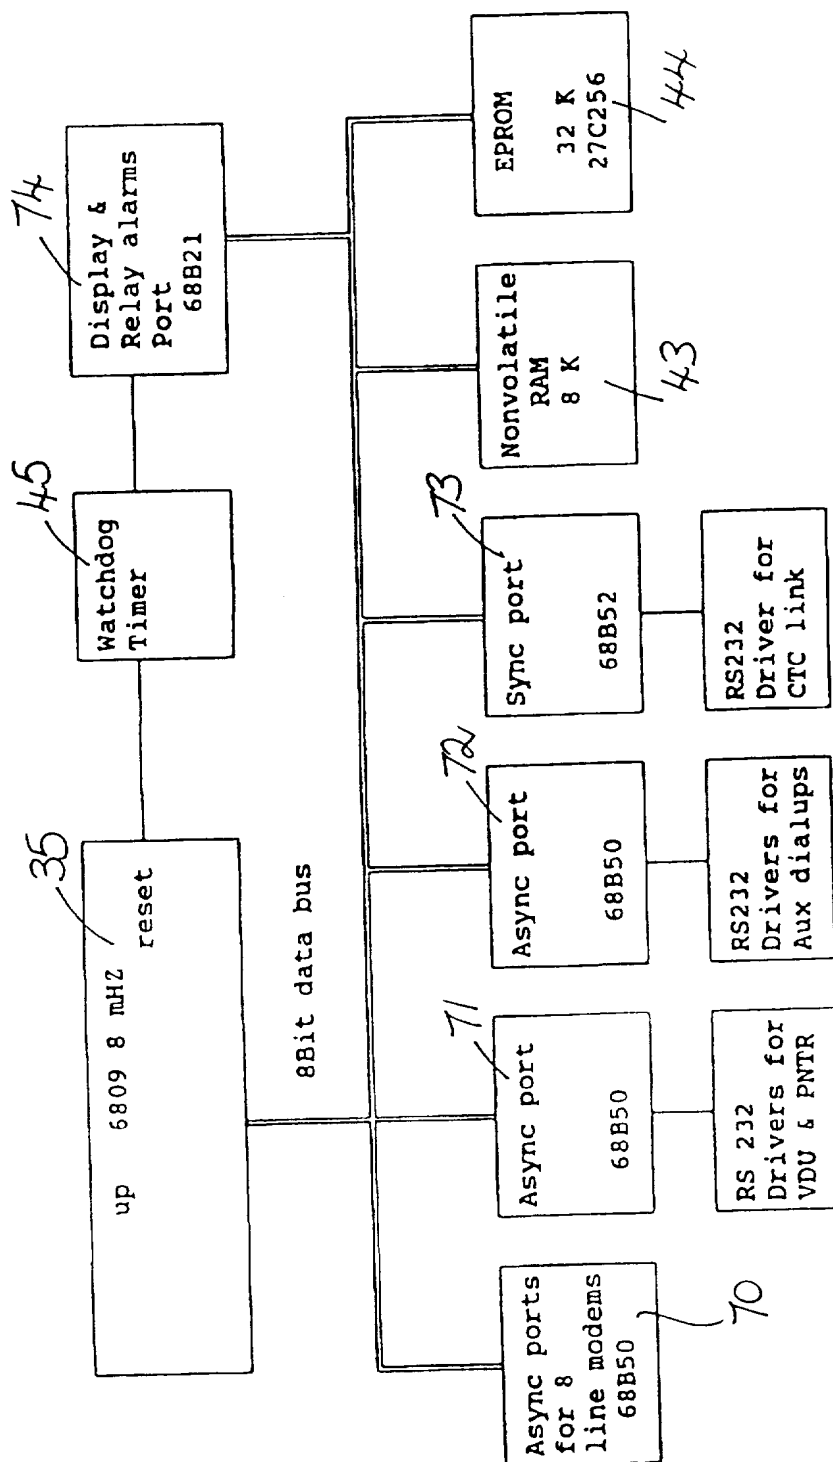 35
up 6809 8 mHZ
reset
45
Watchdog
Timer
74
Display &
Relay alarms
Port
68B21
8Bit data bus
Async ports
for 8
line modems
68B50
70
71
Async port
68B50
RS 232
Drivers for
VDU & PNTR
72
Async port
68B50
RS232
Drivers for
Aux dialups
73
Sync port
68B52
RS232
Driver for
CTC link
Nonvolatile
RAM
8 K
43
EPROM
32 K
27C256
44